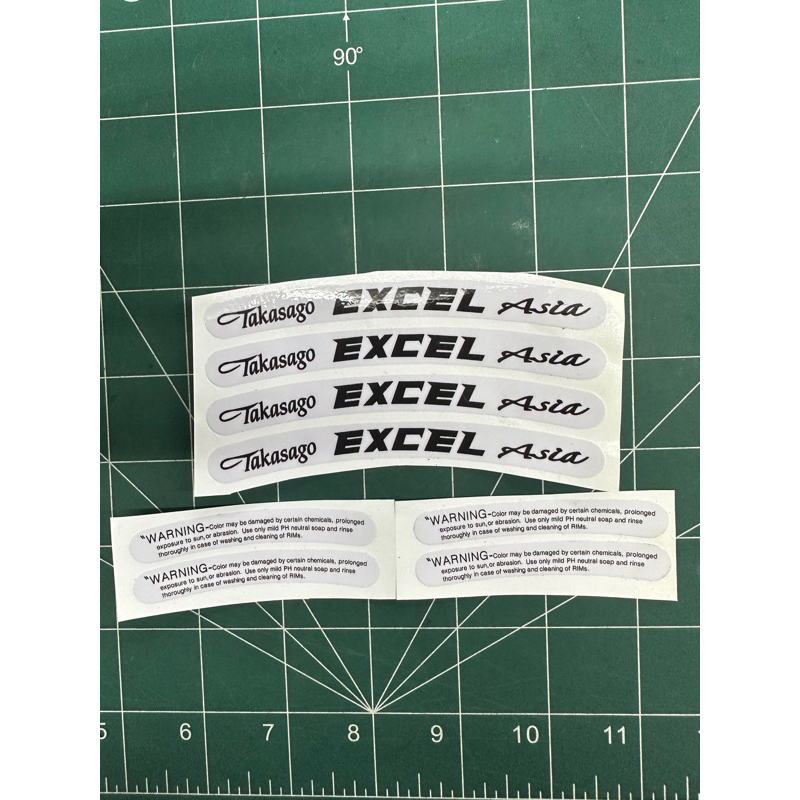 90°
Takasago EXCEL Asia
Takasago EXCEL Asia
Takasago EXCEL Asia
Takasago EXCEL Asia
"WARNING-Color may be damaged by certain chemicals, prolonged
exposure to sun,or abrasion. Use only mild PH neutral soap and rinse
thoroughly in case of washing and cleaning of RIMs.
"WARNING-Color may be damaged by certain chemicals, prolonged
exposure to sun,or abrasion. Use only mild PH neutral soap and rinse
thoroughly in case of washing and cleaning of RIMs.
"WARNING-Color may be damaged by certain chemicals, prolonged
exposure to sun,or abrasion. Use only mild PH neutral soap and rinse
thoroughly in case of washing and cleaning of RIMs.
"WARNING-Color may be damaged by certain chemicals, prolonged
exposure to sun,or abrasion. Use only mild PH neutral soap and rinse
thoroughly in case of washing and cleaning of RIMs.
5 6 7 8 9 10 11